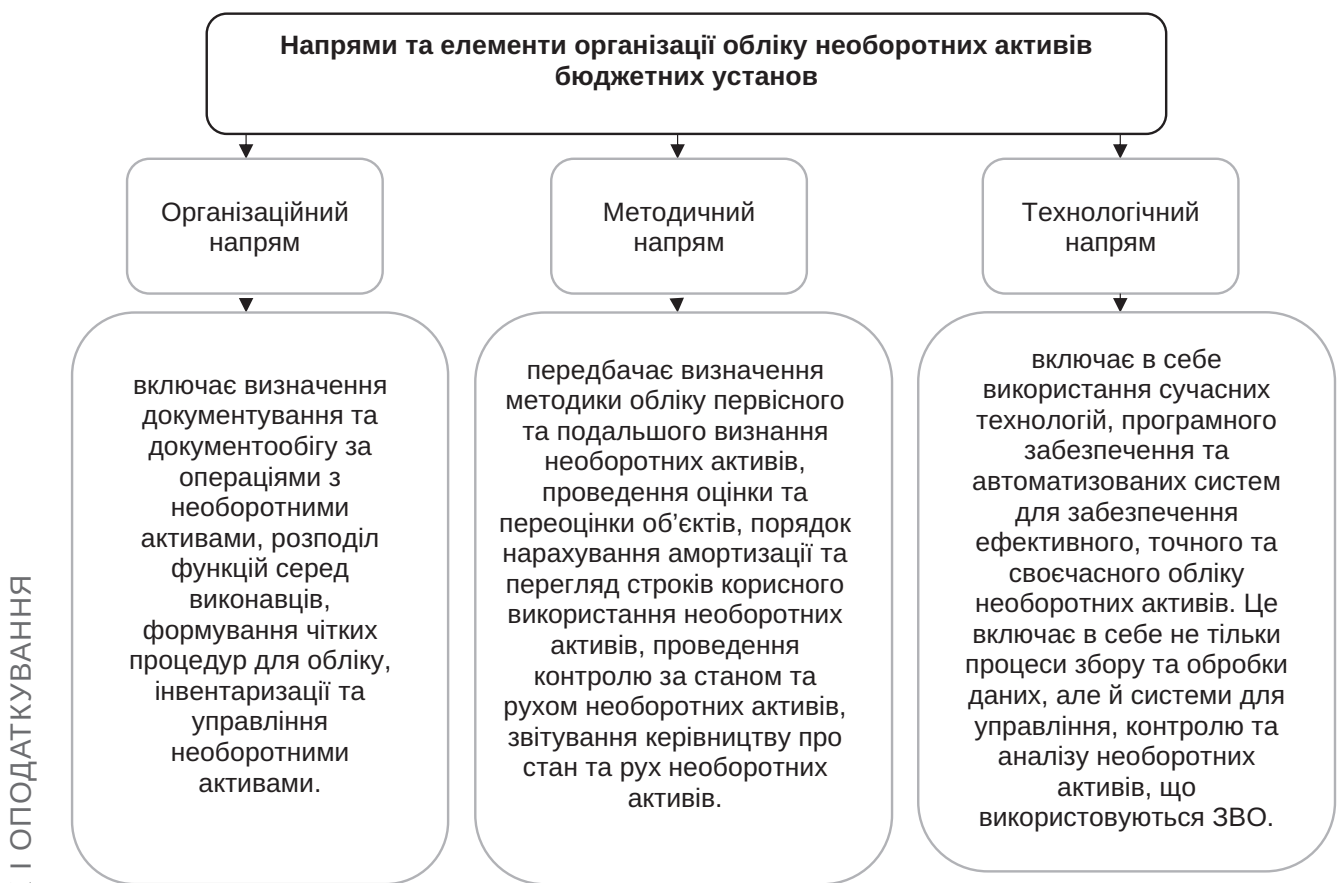 Напрями та елементи організації обліку необоротних активів
бюджетних установ
Організаційний
напрям
Методичний
напрям
Технологічний
напрям
включає визначення
документування та
документообігу за
операціями з
необоротними
активами, розподіл
функцій серед
виконавців,
формування чітких
процедур для обліку,
інвентаризації та
управління
необоротними
активами.
передбачає визначення
методики обліку первісного
та подальшого визнання
необоротних активів,
проведення оцінки та
переоцінки об’єктів, порядок
нарахування амортизації та
перегляд строків корисного
використання необоротних
активів, проведення
контролю за станом та
рухом необоротних активів,
звітування керівництву про
стан та рух необоротних
активів.
включає в себе
використання сучасних
технологій, програмного
забезпечення та
автоматизованих систем
для забезпечення
ефективного, точного та
своєчасного обліку
необоротних активів. Це
включає в себе не тільки
процеси збору та обробки
даних, але й системи для
управління, контролю та
аналізу необоротних
активів, що
використовуються ЗВО.
І ОПОДАТКУВАННЯ